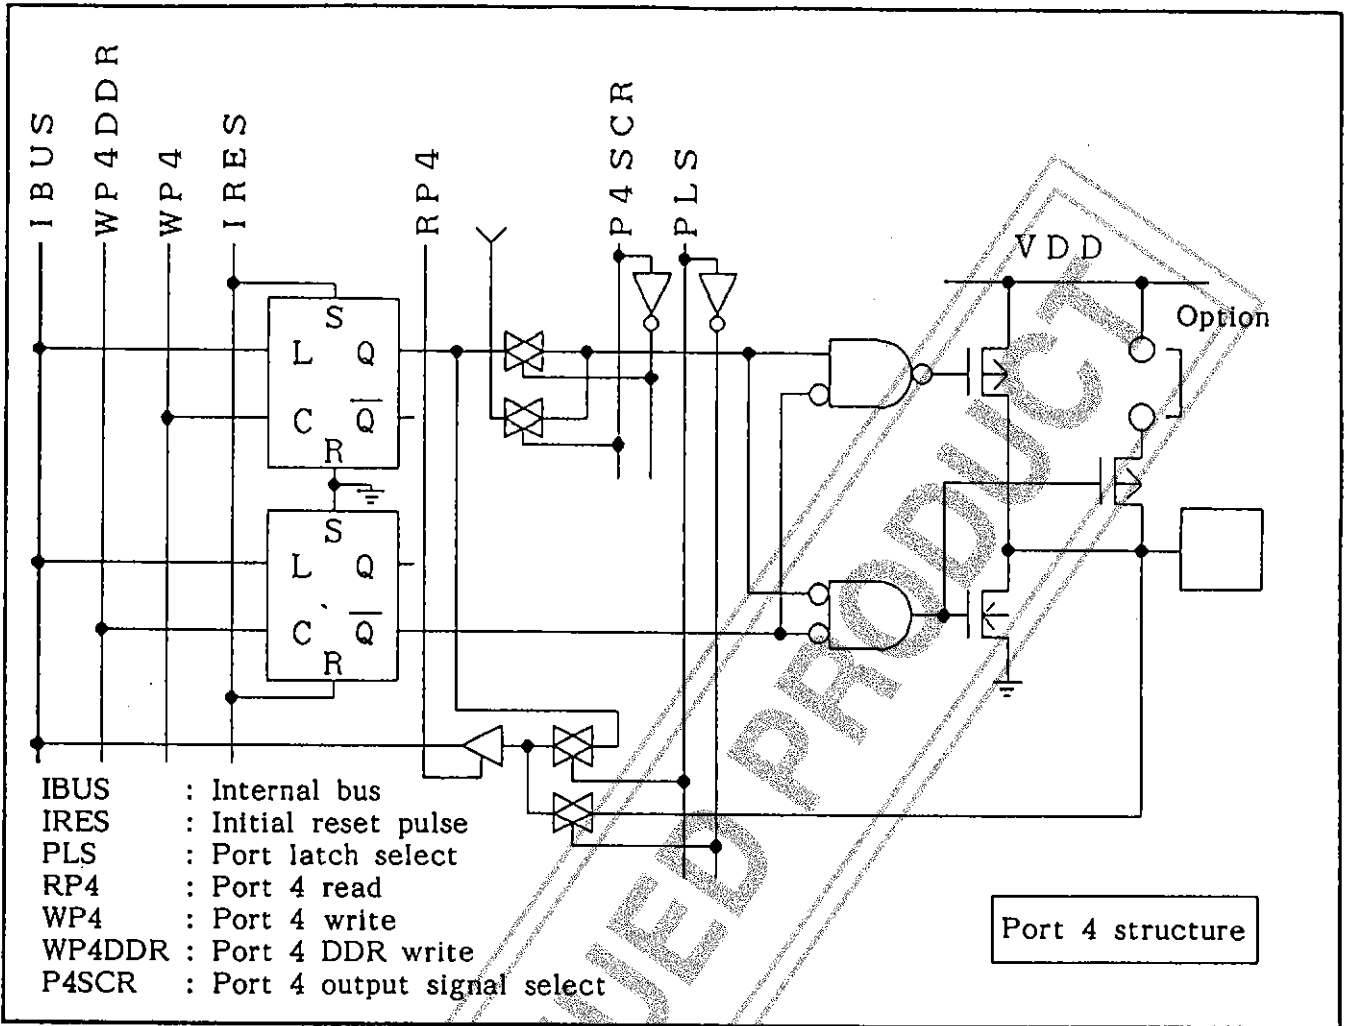 IBUS
WP4DDR
WP4
IRES
RP4
P4SCR
PLS
VDD
Option
S
L Q
C Q̅
R
S
L Q
C Q̅
R
IBUS : Internal bus
IRES : Initial reset pulse
PLS : Port latch select
RP4 : Port 4 read
WP4 : Port 4 write
WP4DDR : Port 4 DDR write
P4SCR : Port 4 output signal select
Port 4 structure
UED PRODUCT